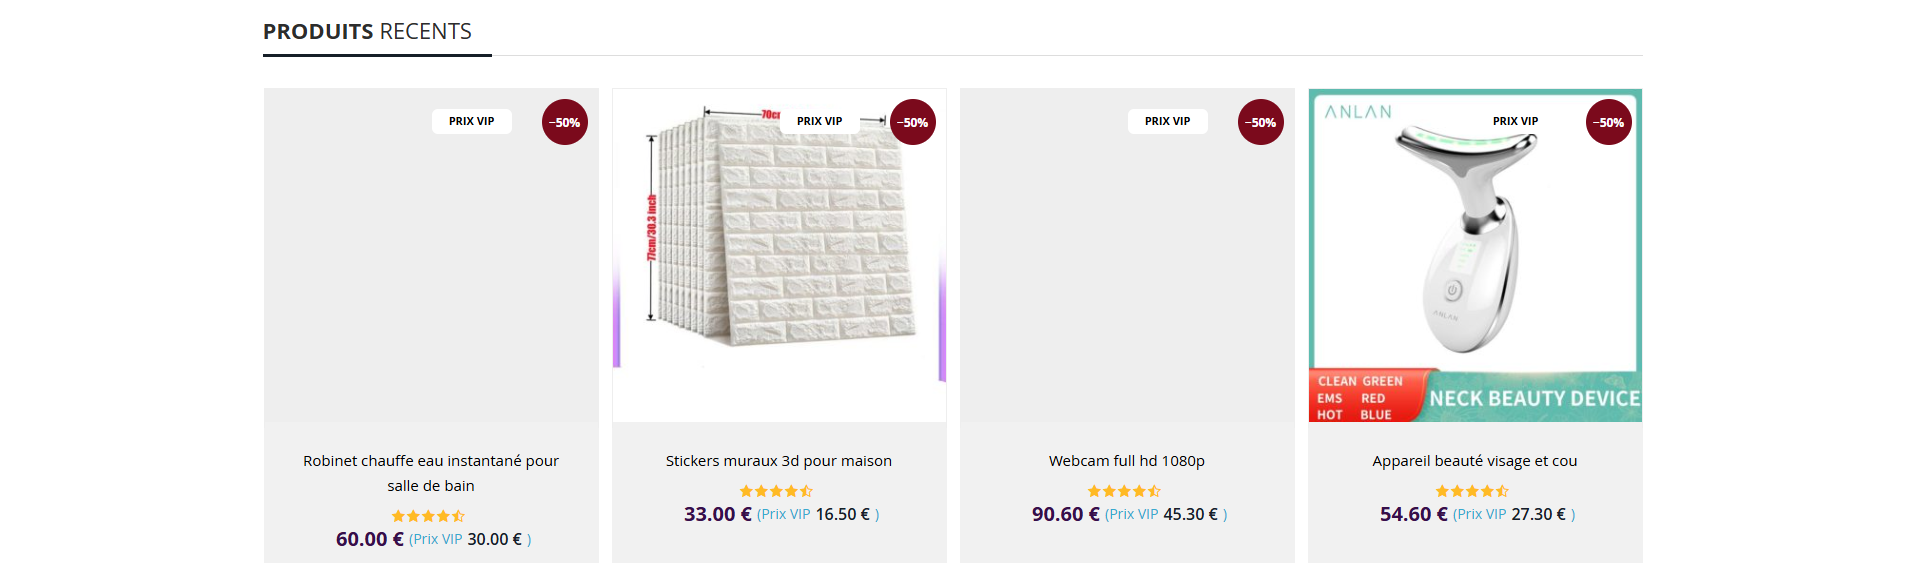 PRODUITS RECENTS
PRIX VIP
-50%
70c
PRIX VIP
-50%
77cm/30.3 inch
PRIX VIP
-50%
ANLAN
PRIX VIP
-50%
ANLAN
CLEAN GREEN
EMS RED
HOT BLUE
NECK BEAUTY DEVICE
Robinet chauffe eau instantané pour
salle de bain
60.00 € (Prix VIP 30.00 € )
Stickers muraux 3d pour maison
33.00 € (Prix VIP 16.50 € )
Webcam full hd 1080p
90.60 € (Prix VIP 45.30 € )
Appareil beauté visage et cou
54.60 € (Prix VIP 27.30 € )